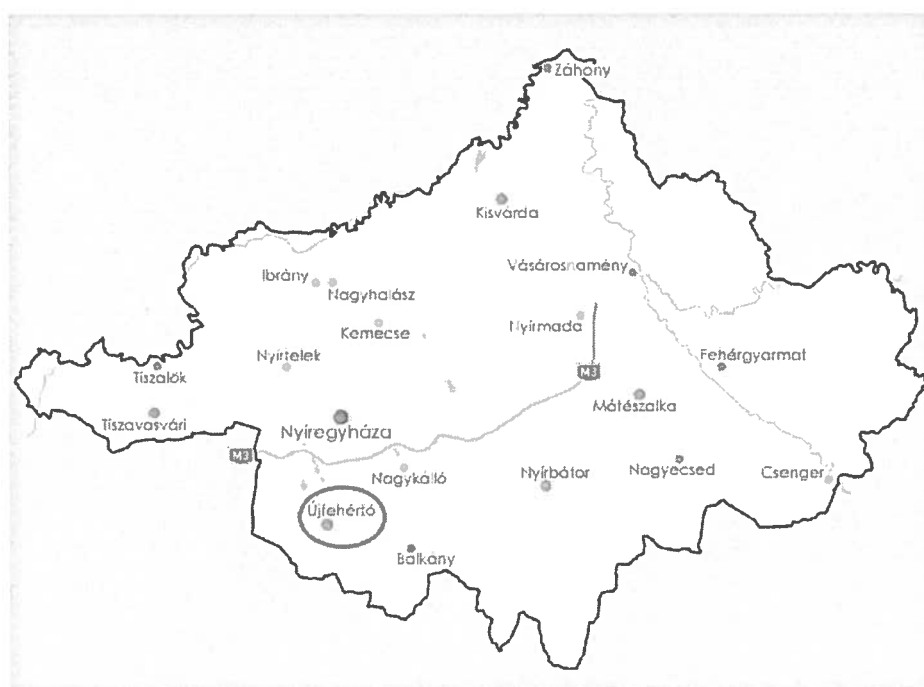 Záhony
Kisvárda
Vásárosnamény
Ibrány
Nagyhalász
Kemecse
Nyírmada
Nyírtelek
Fehérgyarmat
Tiszalök
M3
Mátészalka
Tiszavasvári
Nyíregyháza
M3
Nagykálló
Nyírbátor
Nagyecsed
Csenger
Újfehértó
Balkány